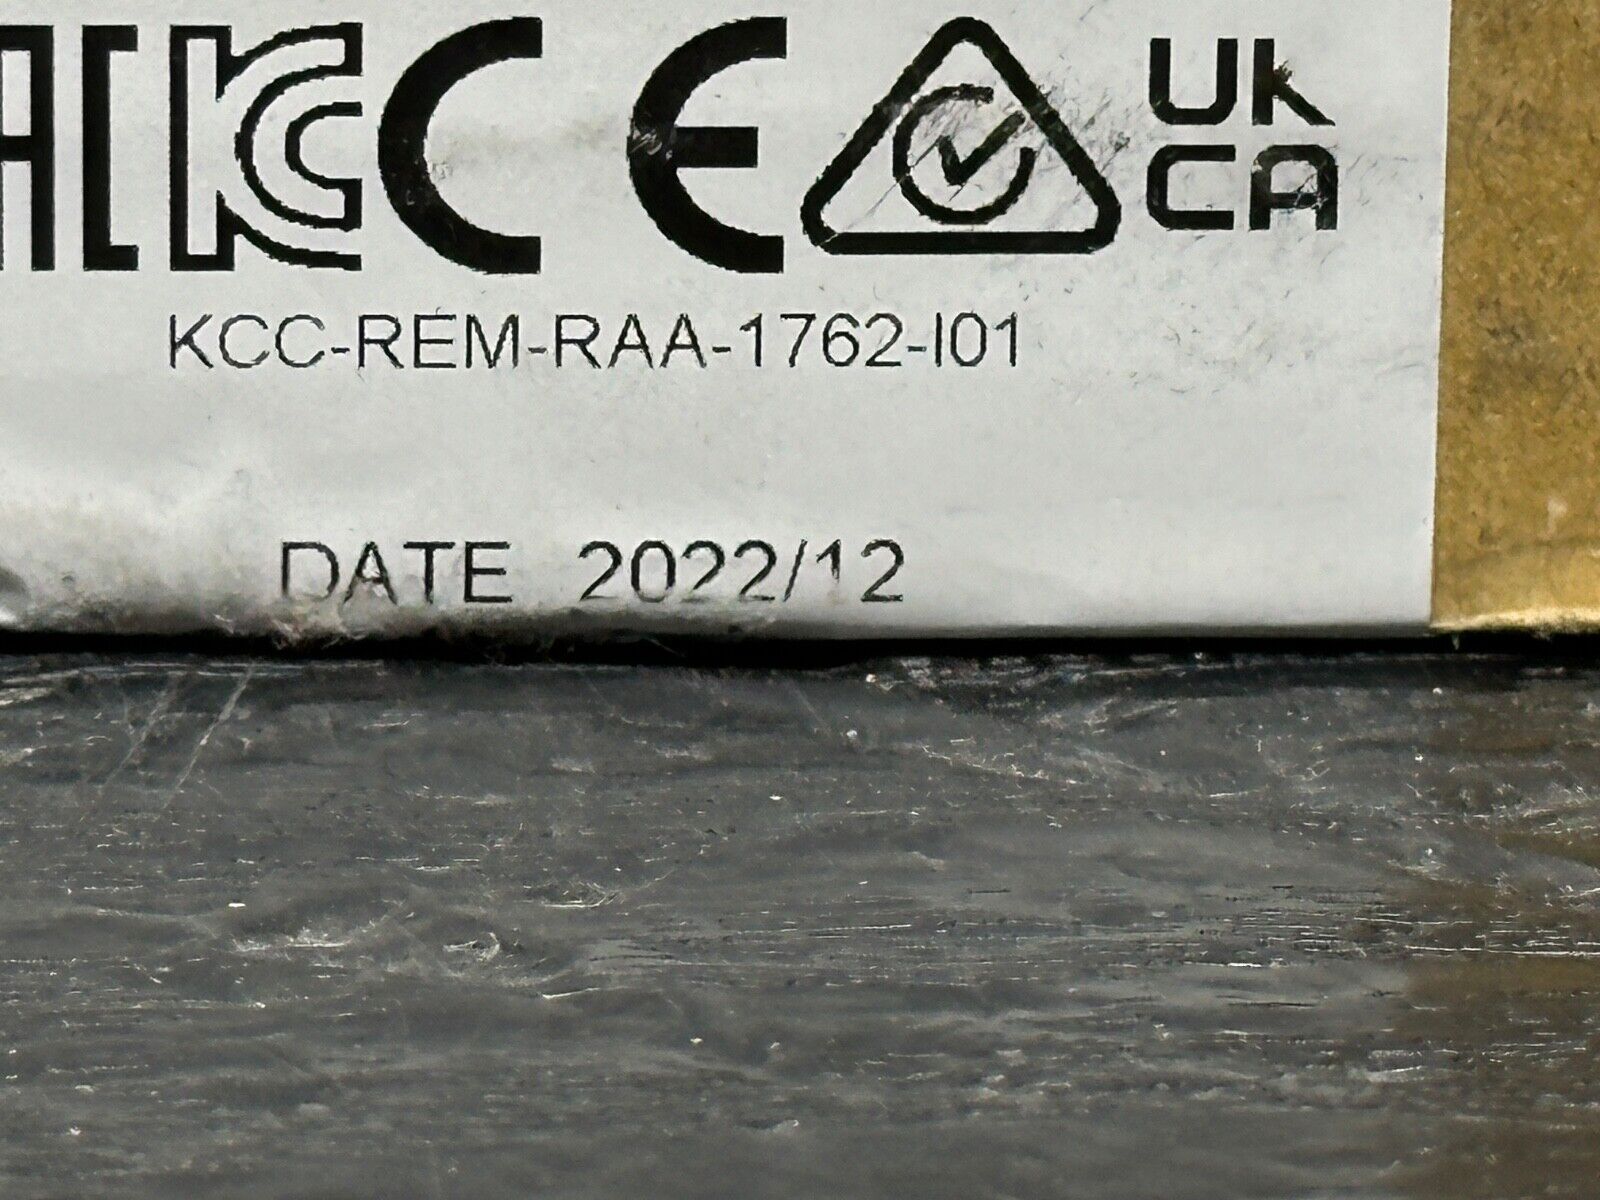 UK
CA
KCC-REM-RAA-1762-I01
DATE 2022/12